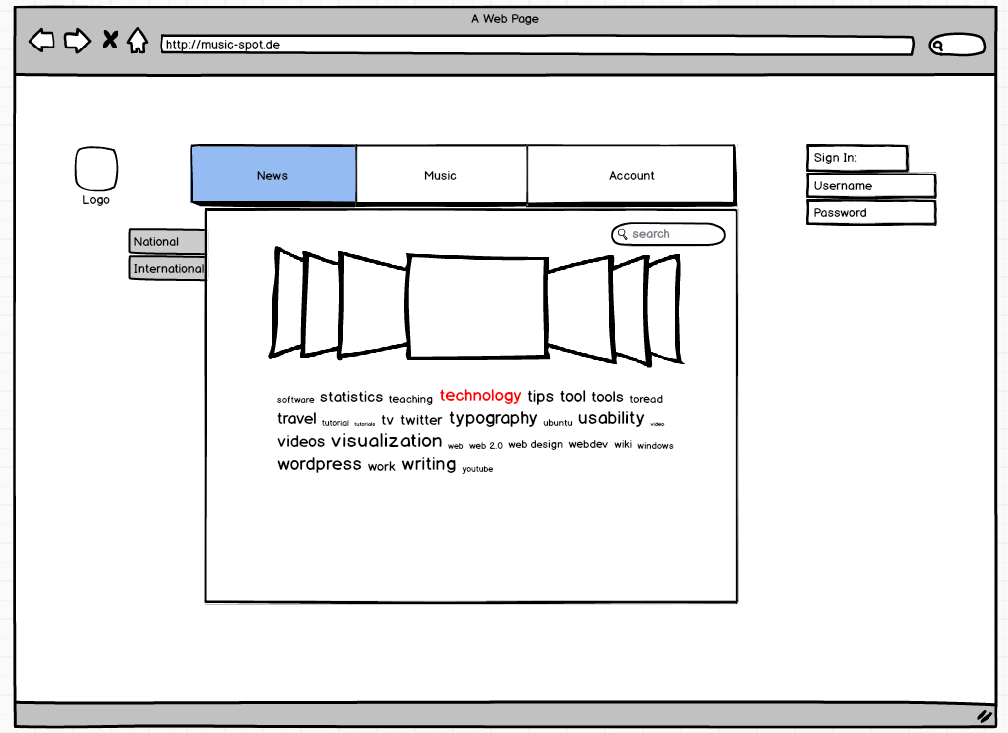 A Web Page
http://music-spot.de
Logo
News Music Account
Sign In:
Username
Password
National
International
search
software statistics teaching technology tips tool tools toread
travel tutorial tutorials tv twitter typography ubuntu usability video
videos visualization web web 2.0 web design webdev wiki windows
wordpress work writing youtube